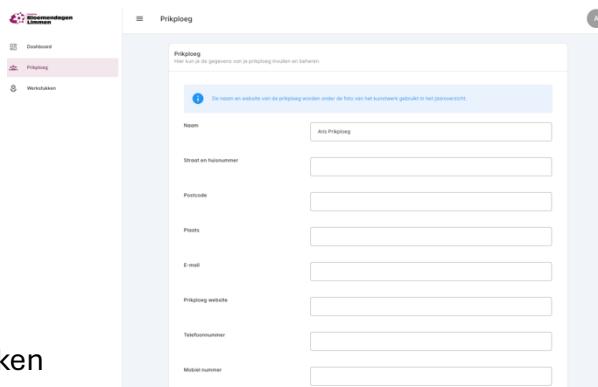 Bloemendagen
Limmen
Prikploeg
A
Dashboard
Prikploeg
Werkstukken
Prikploeg
Hier kun je de gegevens van je prikploeg invullen en beheren.
De naam en website van de prikploeg worden onder de foto van het kunstwerk gebruikt in het jaaroverzicht.
Naam
Aris Prikploeg
Straat en huisnummer
Postcode
Plaats
E-mail
Prikploeg website
Telefoonnummer
Mobiel nummer
ken